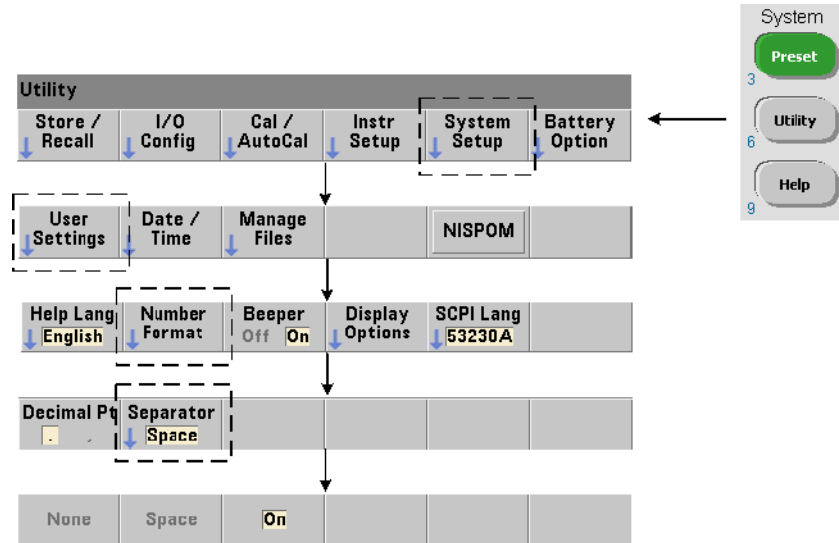 System
Preset
3
Utility
6
Help
9
Utility
Store / Recall
I/O Config
Cal / AutoCal
Instr Setup
System Setup
Battery Option
User Settings
Date / Time
Manage Files
NISPOM
Help Lang English
Number Format
Beeper Off On
Display Options
SCPI Lang 53230A
Decimal Pt . ,
Separator Space
None
Space
On